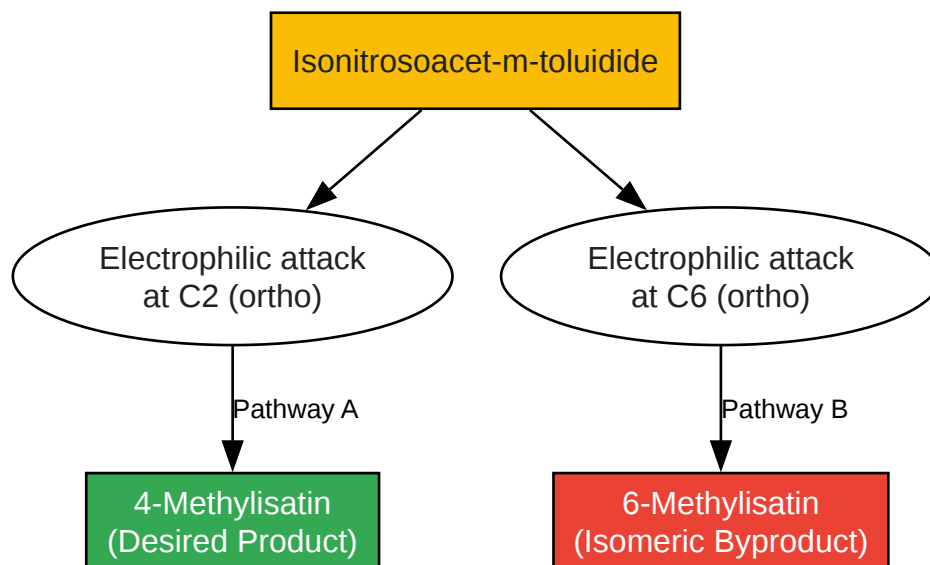 Isonitrosoacet-m-toluidide
Electrophilic attack
at C2 (ortho)
Electrophilic attack
at C6 (ortho)
Pathway A
Pathway B
4-Methylisatin
(Desired Product)
6-Methylisatin
(Isomeric Byproduct)